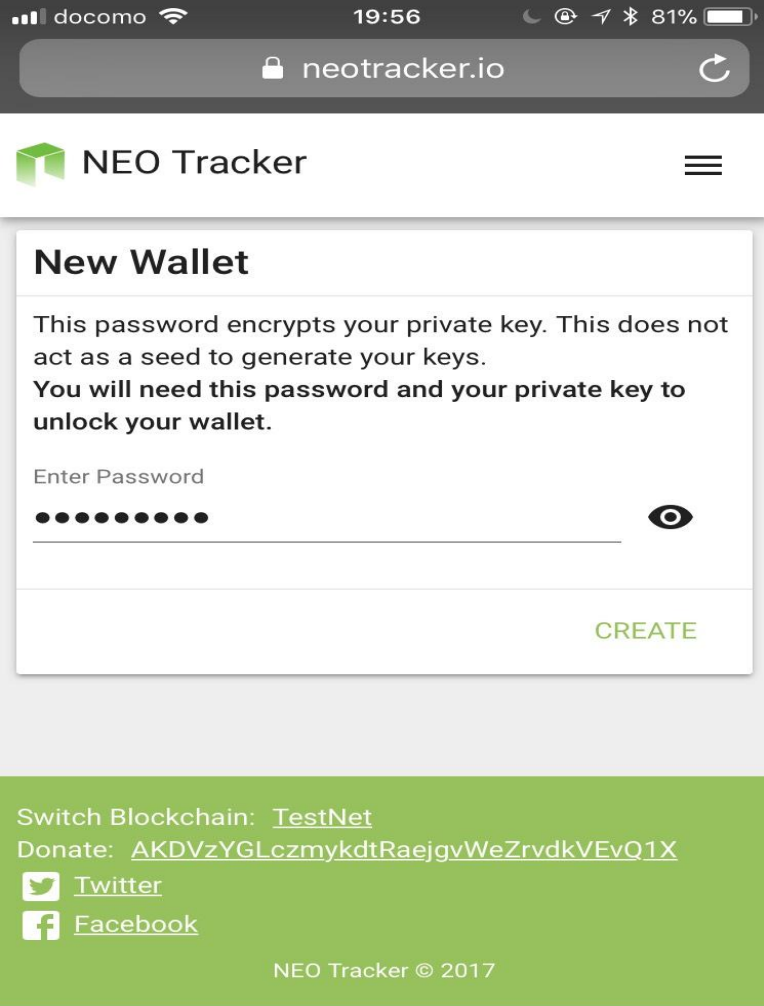 docomo 19:56 81%
neotracker.io
NEO Tracker
New Wallet
This password encrypts your private key. This does not
act as a seed to generate your keys.
You will need this password and your private key to
unlock your wallet.
Enter Password
•••••••••
CREATE
Switch Blockchain: TestNet
Donate: AKDVzYGLczmykdtRaejgvWeZrvdkVEvQ1X
Twitter
Facebook
NEO Tracker © 2017